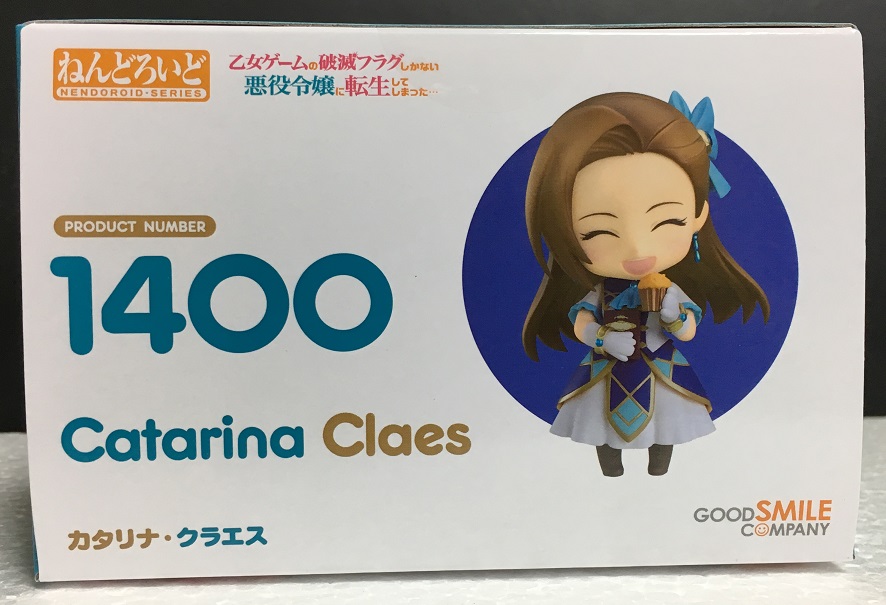 ねんどろいど
NENDOROID・SERIES
乙女ゲームの破滅フラグしかない
悪役令嬢に転生してしまった…
PRODUCT NUMBER
1400
Catarina Claes
カタリナ・クラエス
GOOD SMILE
COMPANY